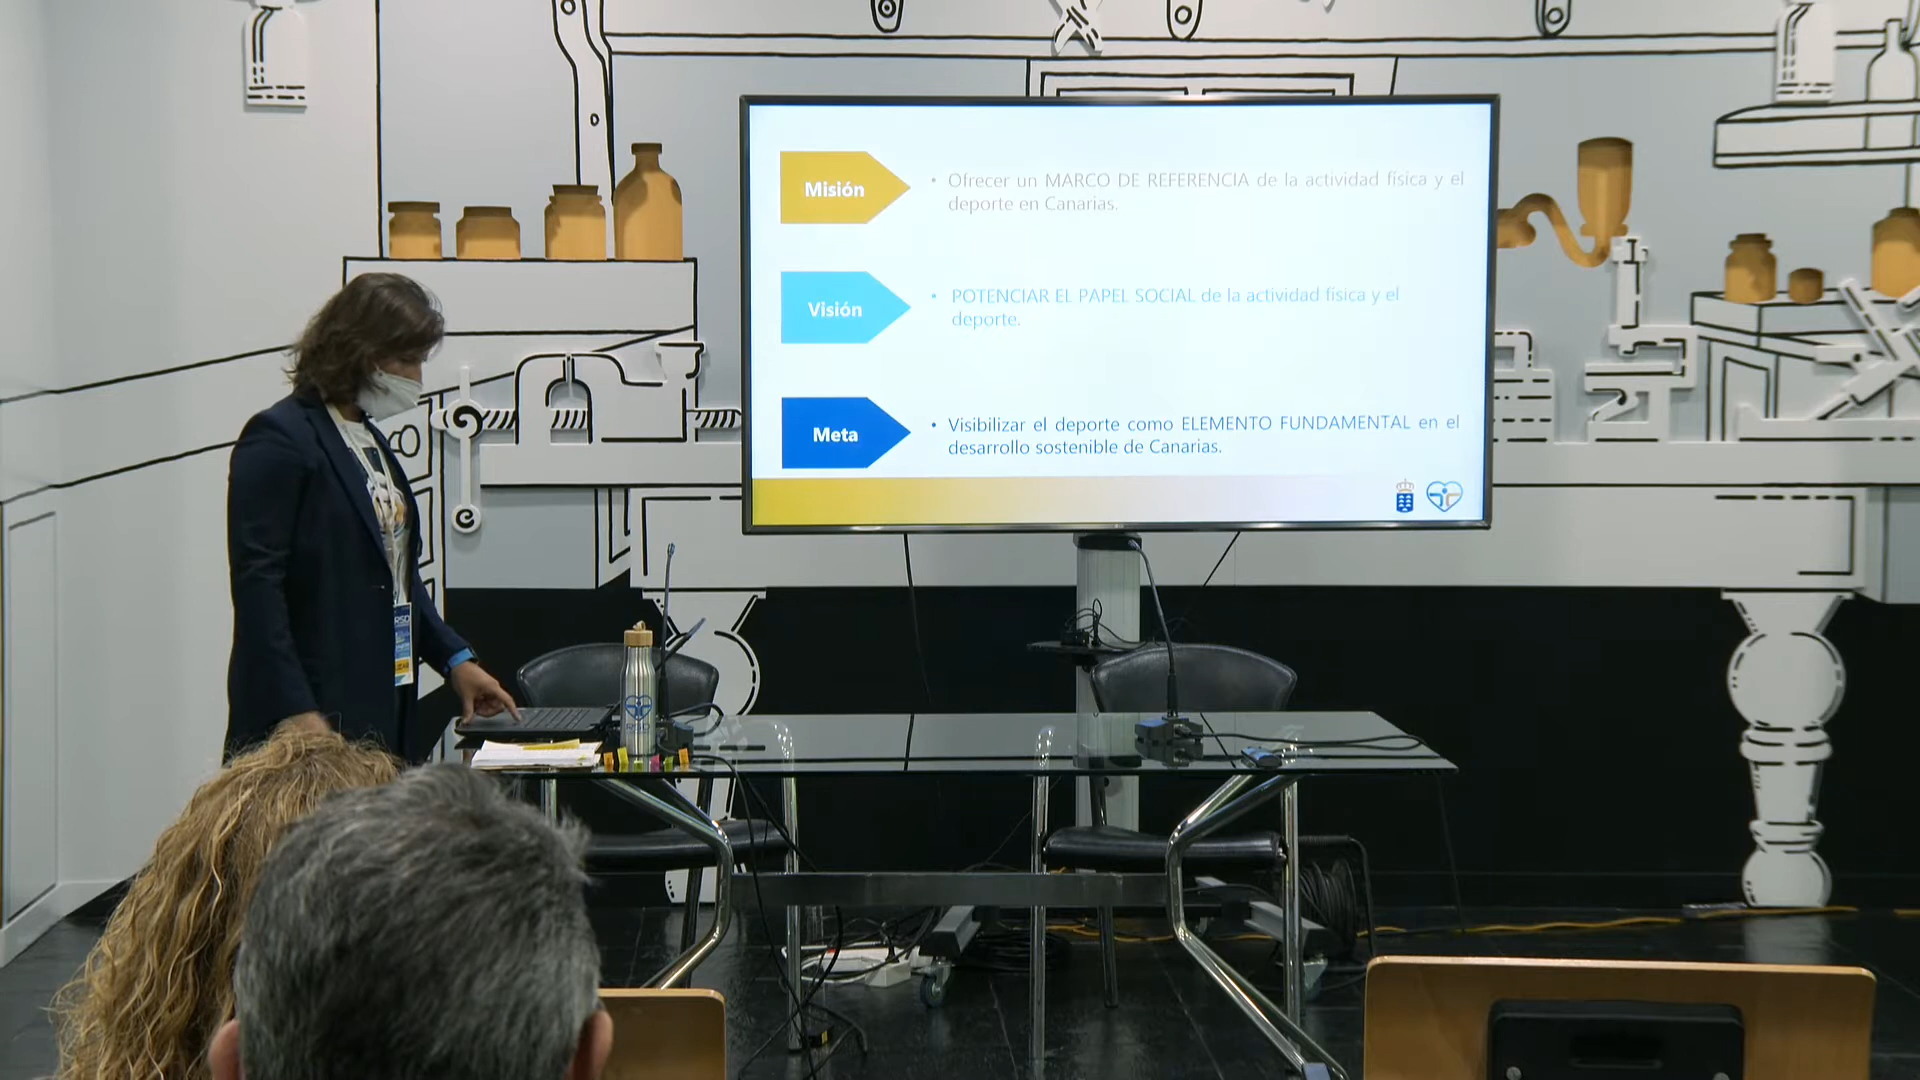 Misión
• Ofrecer un MARCO DE REFERENCIA de la actividad física y el
deporte en Canarias.
Visión
• POTENCIAR EL PAPEL SOCIAL de la actividad física y el
deporte.
Meta
• Visibilizar el deporte como ELEMENTO FUNDAMENTAL en el
desarrollo sostenible de Canarias.